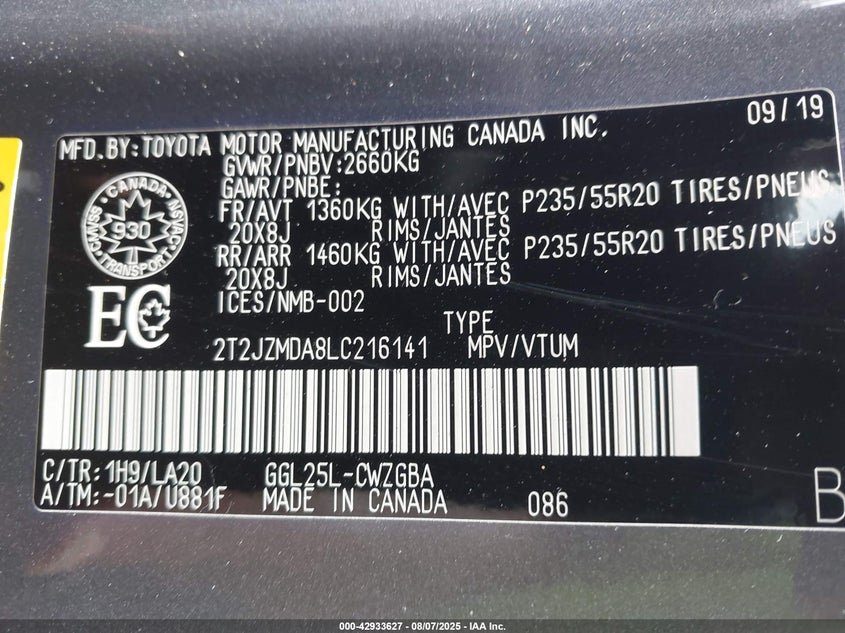 09/19
MFD.BY:TOYOTA MOTOR MANUFACTURING CANADA INC.
GVWR/PNBV:2660KG
GAWR/PNBE:
FR/AVT 1360KG WITH/AVEC P235/55R20 TIRES/PNEUS
20X8J RIMS/JANTES
RR/ARR 1460KG WITH/AVEC P235/55R20 TIRES/PNEUS
20X8J RIMS/JANTES
ICES/NMB-002
CANADA
930
TRANSPORT
EC
TYPE
2T2JZMDA8LC216141 MPV/VTUM
C/TR:1H9/LA20 GGL25L-CWZGBA
A/TM:-01A/U881F MADE IN CANADA 086
B
000-42933627 - 08/07/2025 - IAA Inc.